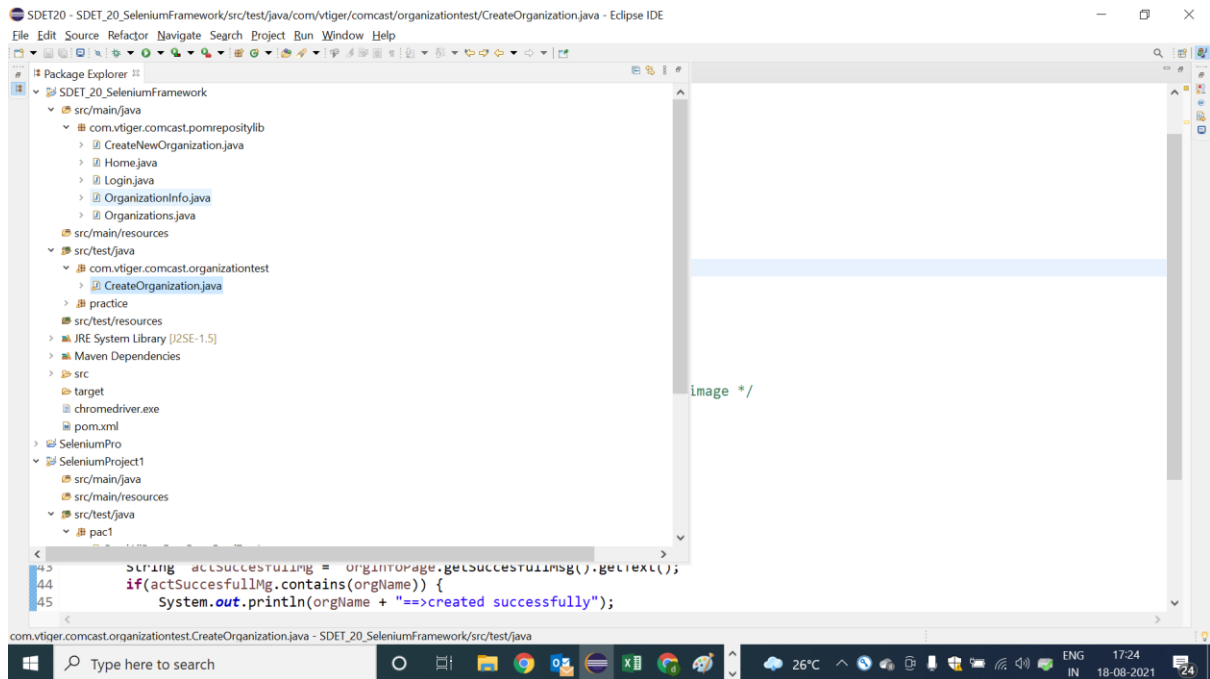 SDET20 - SDET_20_SeleniumFramework/src/test/java/com/vtiger/comcast/organizationtest/CreateOrganization.java - Eclipse IDE
File Edit Source Refactor Navigate Search Project Run Window Help
Package Explorer
SDET_20_SeleniumFramework
src/main/java
com.vtiger.comcast.pomrepositylib
CreateNewOrganization.java
Home.java
Login.java
OrganizationInfo.java
Organizations.java
src/main/resources
src/test/java
com.vtiger.comcast.organizationtest
CreateOrganization.java
practice
src/test/resources
JRE System Library [J2SE-1.5]
Maven Dependencies
src
target
image */
chromedriver.exe
pom.xml
SeleniumPro
SeleniumProject1
src/main/java
src/main/resources
src/test/java
pac1
43 String actSuccesfullMg = orgInfoPage.getSuccesfullMsg().getText();
44 if(actSuccesfullMg.contains(orgName)) {
45 System.out.println(orgName + "==>created successfully");
com.vtiger.comcast.organizationtest.CreateOrganization.java - SDET_20_SeleniumFramework/src/test/java
Type here to search
26°C
ENG
IN
17:24
18-08-2021
24